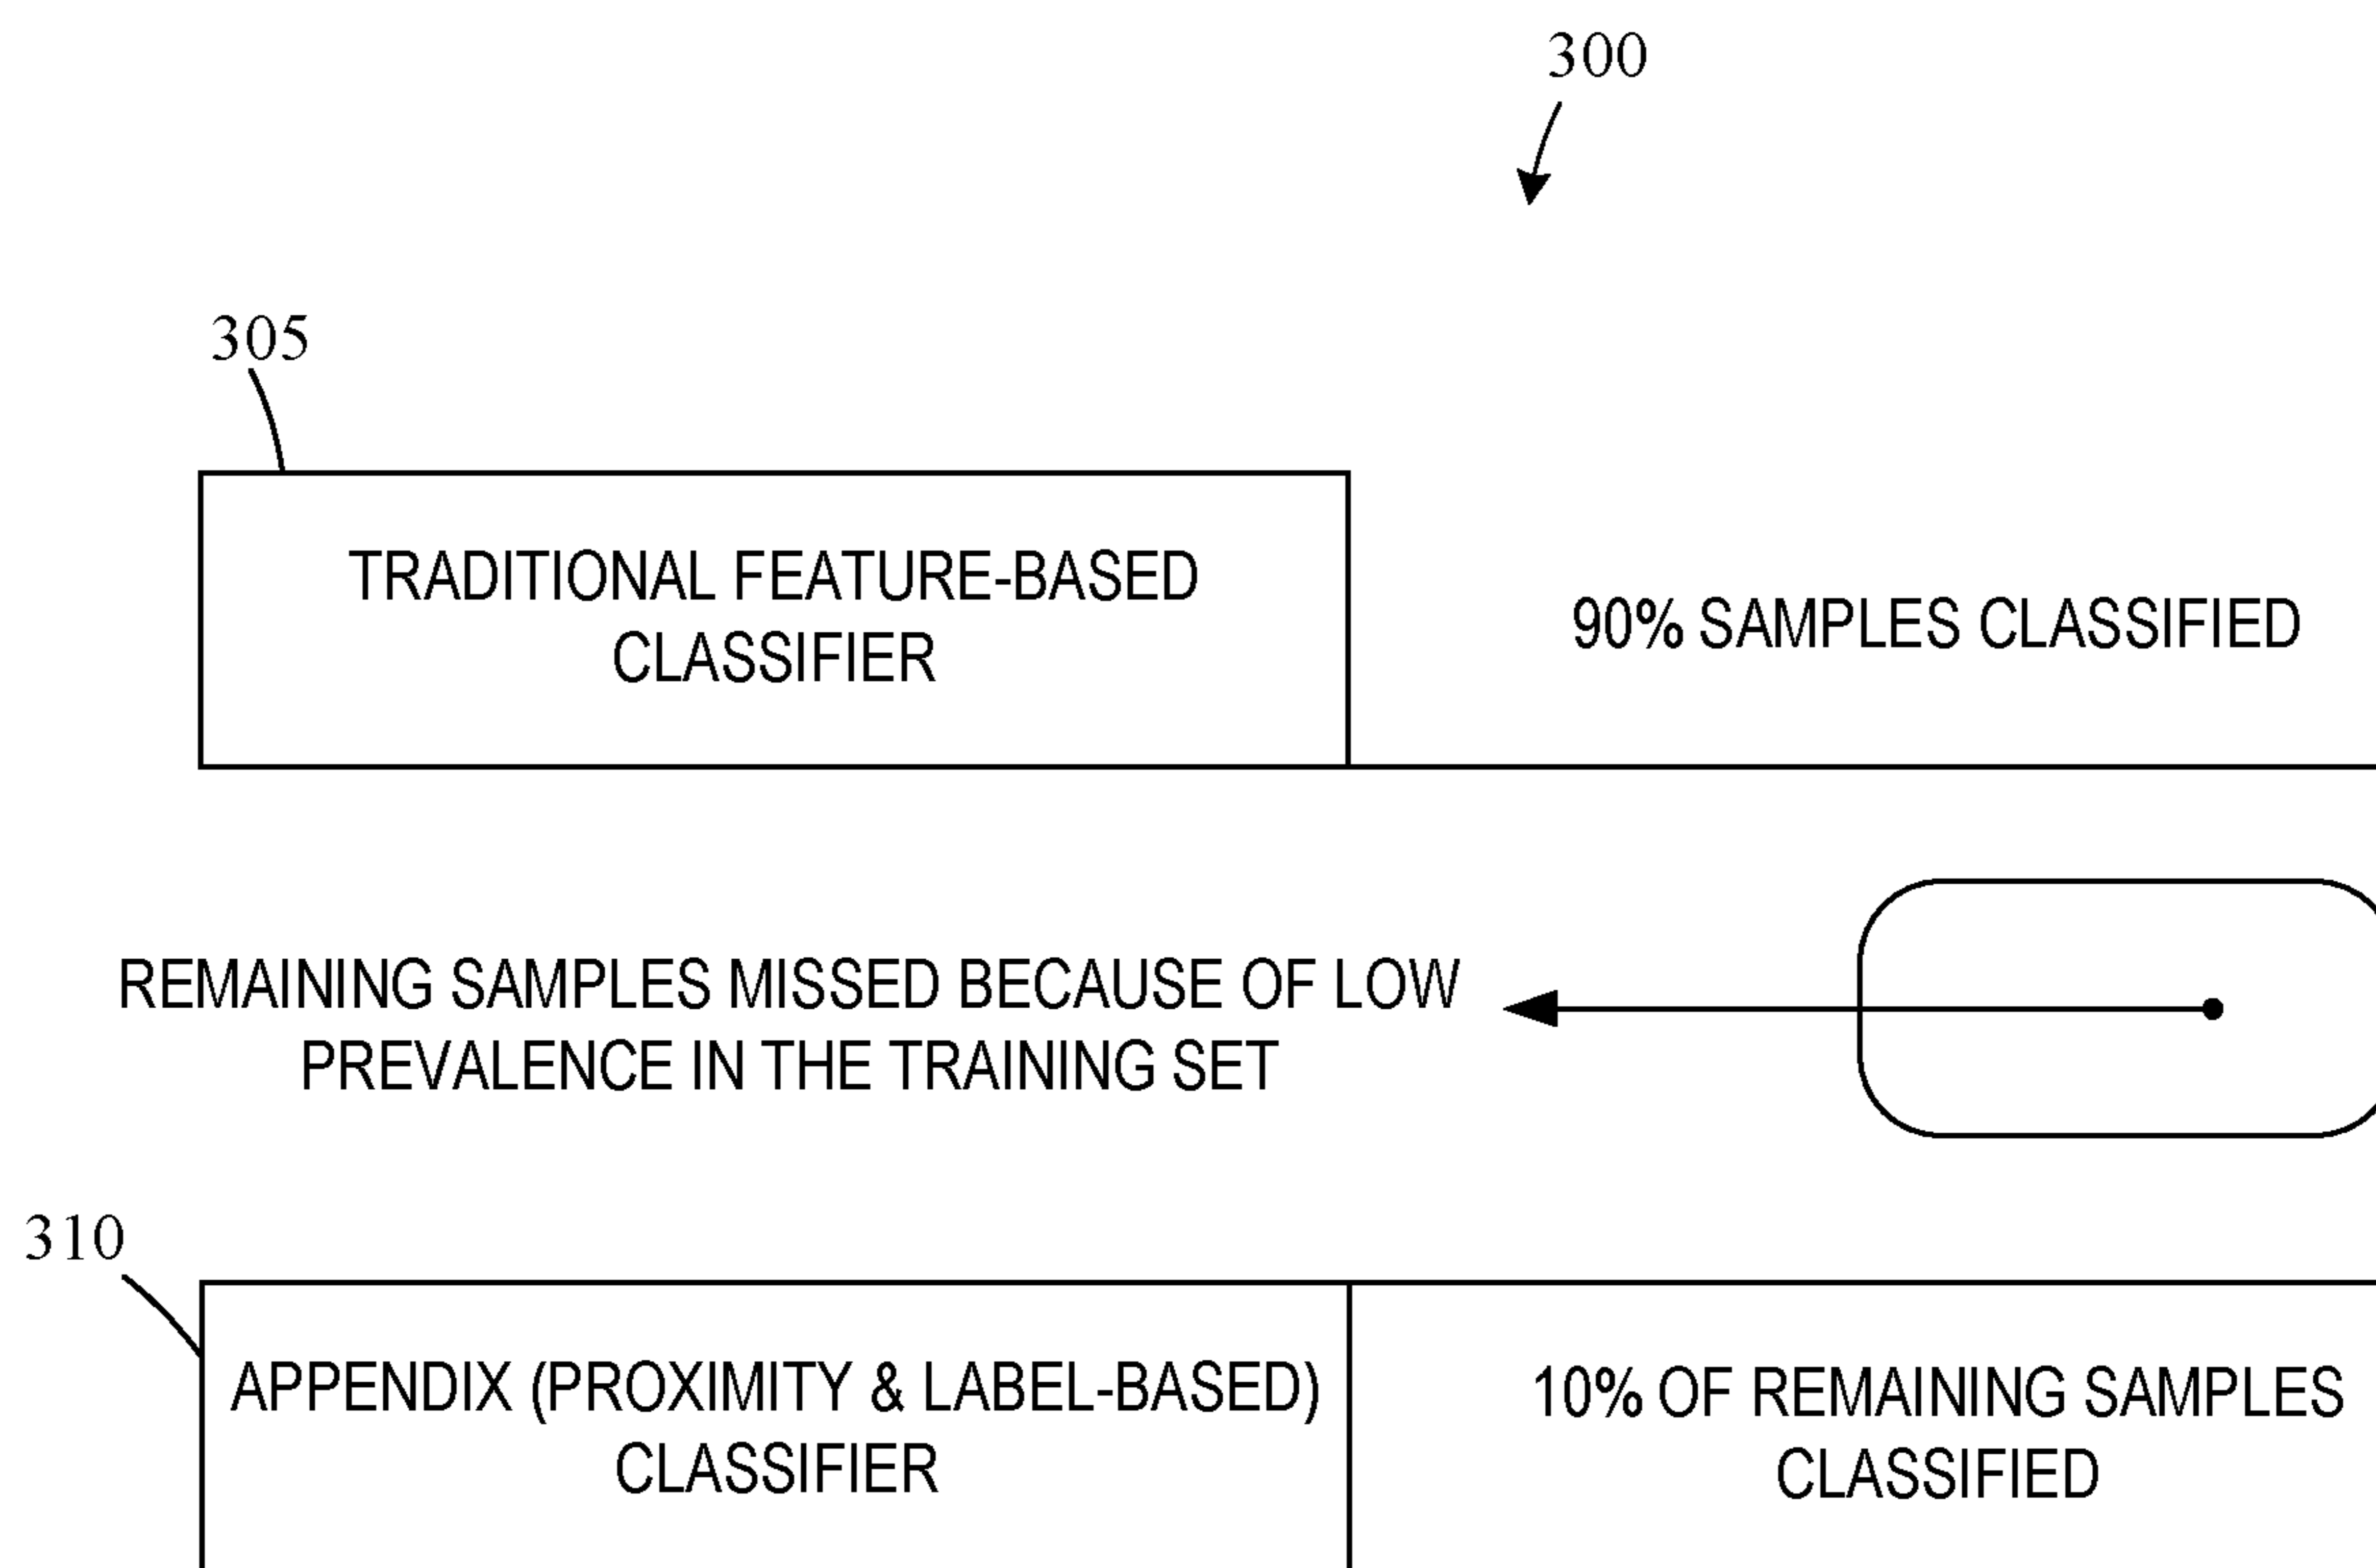 300
305
TRADITIONAL FEATURE-BASED
CLASSIFIER
90% SAMPLES CLASSIFIED
REMAINING SAMPLES MISSED BECAUSE OF LOW
PREVALENCE IN THE TRAINING SET
310
APPENDIX (PROXIMITY & LABEL-BASED)
CLASSIFIER
10% OF REMAINING SAMPLES
CLASSIFIED